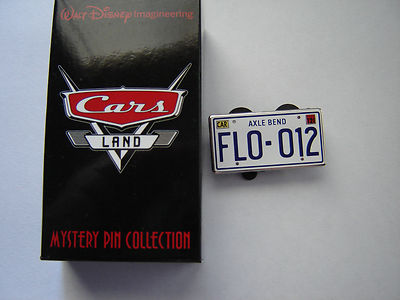 WALT DISNEY Imagineering
Cars
LAND
MYSTERY PIN COLLECTION
CAR
AXLE BEND
FLO-012